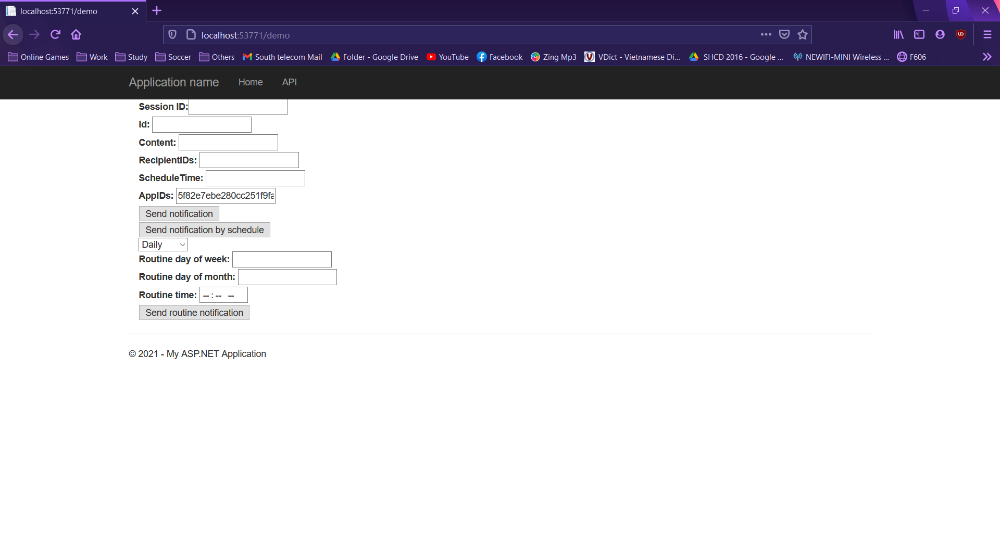 localhost:53771/demo
localhost:53771/demo
Online Games Work Study Soccer Others South telecom Mail Folder - Google Drive YouTube Facebook Zing Mp3 VDict - Vietnamese Di... SHCD 2016 - Google ... NEWIFI-MINI Wireless ... F606
Application name Home API
Session ID:
Id:
Content:
RecipientIDs:
ScheduleTime:
AppIDs: 5f82e7ebe280cc251f9fa
Send notification
Send notification by schedule
Daily
Routine day of week:
Routine day of month:
Routine time: --:-- --
Send routine notification
© 2021 - My ASP.NET Application